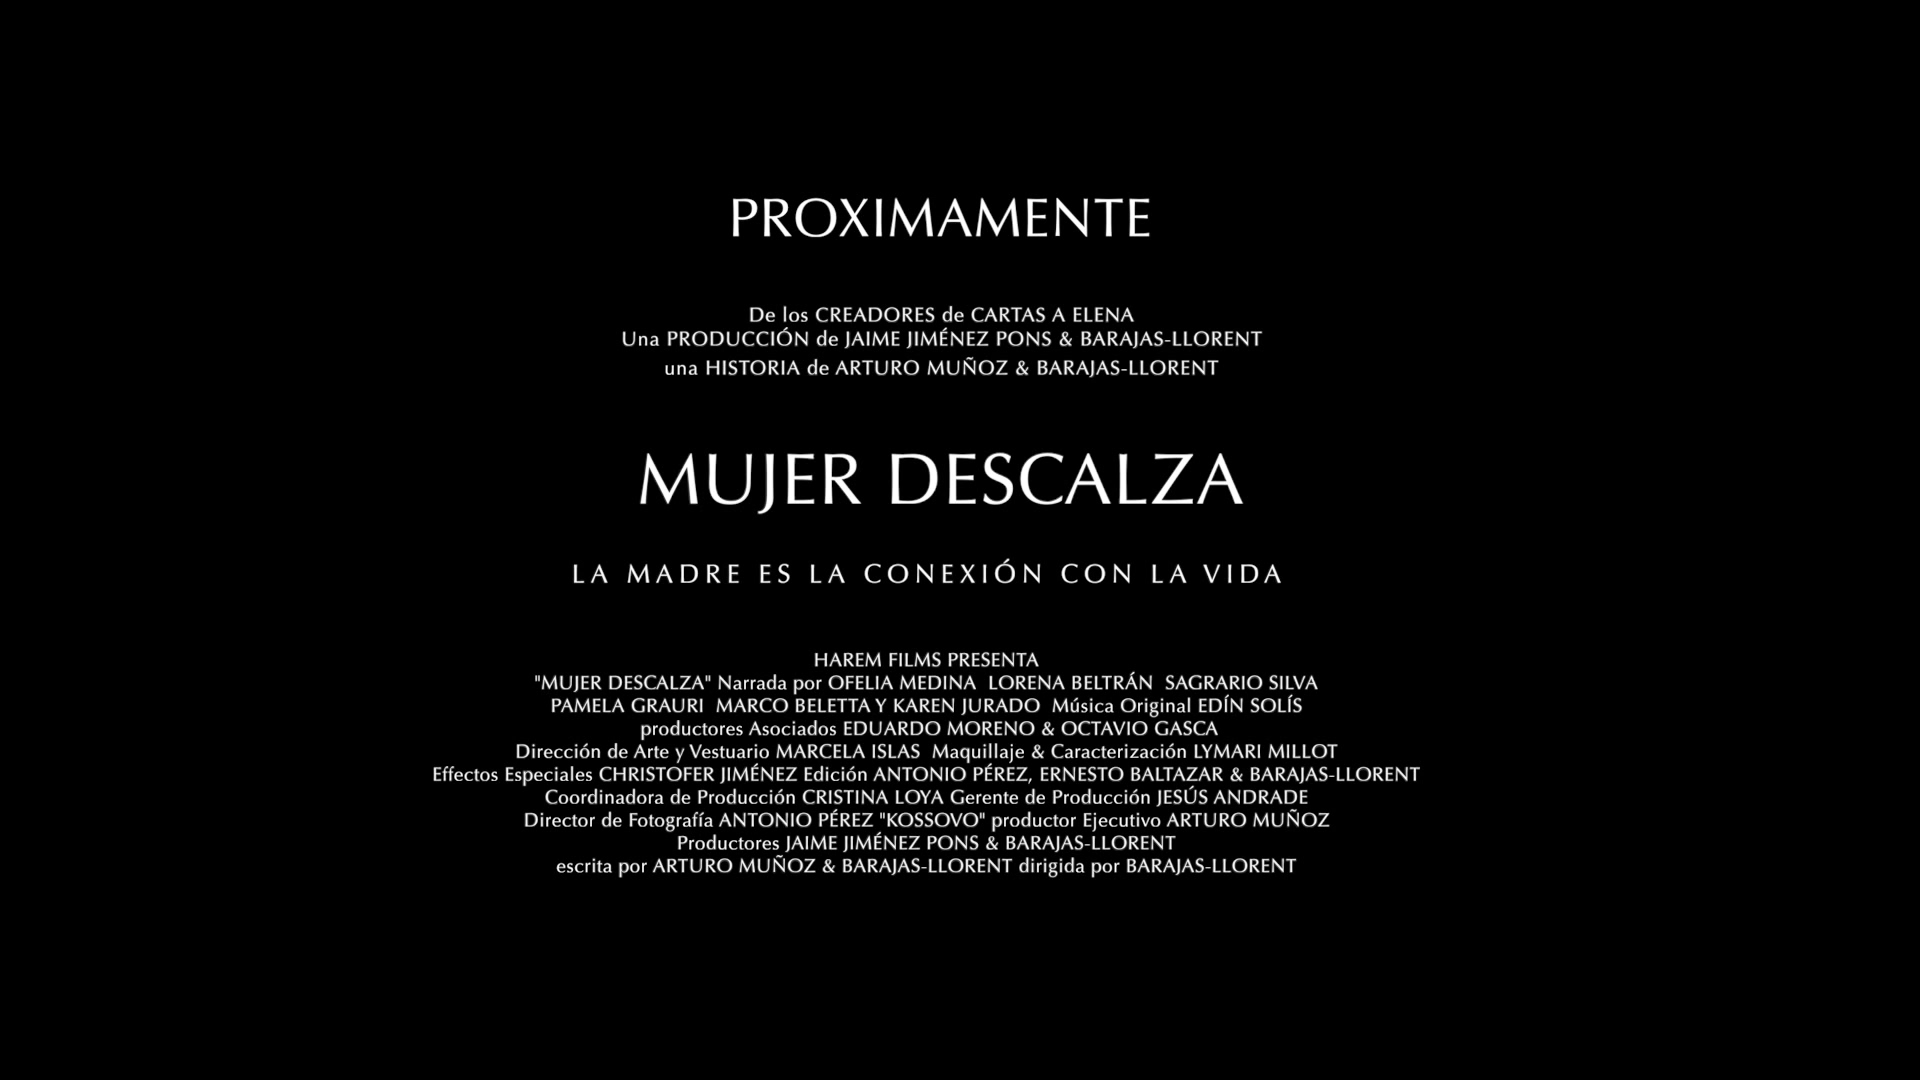 PROXIMAMENTE
De los CREADORES de CARTAS A ELENA
Una PRODUCCIÓN de JAIME JIMÉNEZ PONS & BARAJAS-LLORENT
una HISTORIA de ARTURO MUÑOZ & BARAJAS-LLORENT
MUJER DESCALZA
LA MADRE ES LA CONEXIÓN CON LA VIDA
HAREM FILMS PRESENTA
"MUJER DESCALZA" Narrada por OFELIA MEDINA LORENA BELTRÁN SAGRARIO SILVA
PAMELA GRAURI MARCO BELETTA Y KAREN JURADO Música Original EDÍN SOLÍS
productores Asociados EDUARDO MORENO & OCTAVIO GASCA
Dirección de Arte y Vestuario MARCELA ISLAS Maquillaje & Caracterización LYMARI MILLOT
Effectos Especiales CHRISTOFER JIMÉNEZ Edición ANTONIO PÉREZ, ERNESTO BALTAZAR & BARAJAS-LLORENT
Coordinadora de Producción CRISTINA LOYA Gerente de Producción JESÚS ANDRADE
Director de Fotografía ANTONIO PÉREZ "KOSSOVO" productor Ejecutivo ARTURO MUÑOZ
Productores JAIME JIMÉNEZ PONS & BARAJAS-LLORENT
escrita por ARTURO MUÑOZ & BARAJAS-LLORENT dirigida por BARAJAS-LLORENT